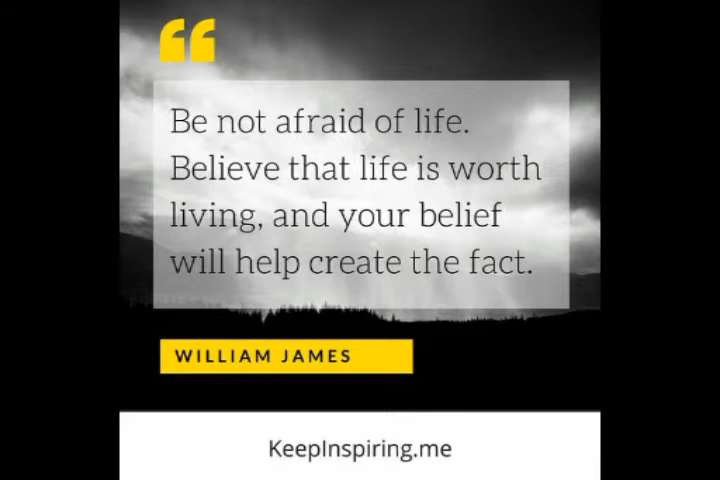 Be not afraid of life.
Believe that life is worth
living, and your belief
will help create the fact.
WILLIAM JAMES
KeepInspiring.me